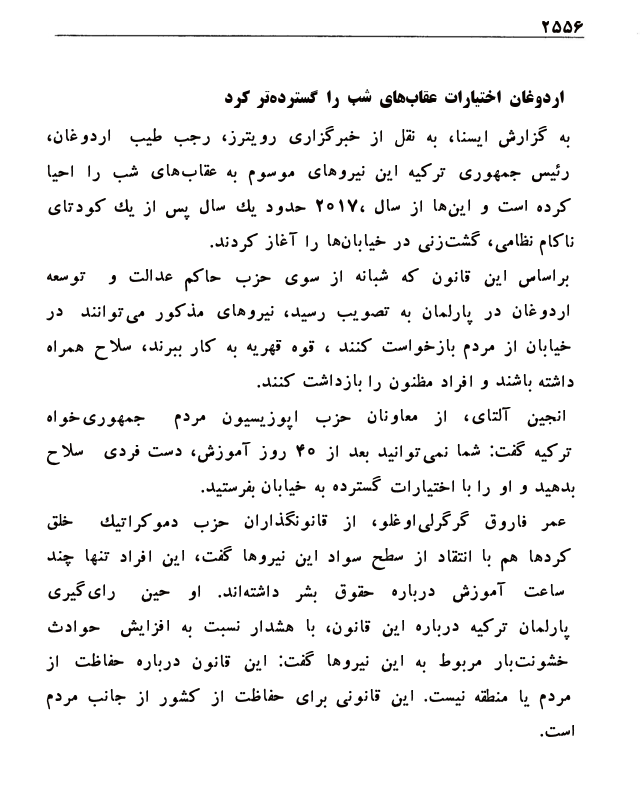 ۲۵۵۶
اردوغان اختیارات عقاب‌های شب را گسترده‌تر کرد
به گزارش ایسنا، به نقل از خبرگزاری رویترز، رجب طیب اردوغان،
رئیس جمهوری ترکیه این نیروهای موسوم به عقاب‌های شب را احیا
کرده است و این‌ها از سال ،۲۰۱۷ حدود یك سال پس از یك کودتای
ناکام نظامی، گشت‌زنی در خیابان‌ها را آغاز کردند.
براساس این قانون که شبانه از سوی حزب حاکم عدالت و توسعه
اردوغان در پارلمان به تصویب رسید، نیروهای مذکور می‌توانند در
خیابان از مردم بازخواست کنند ، قوه قهریه به کار ببرند، سلاح همراه
داشته باشند و افراد مظنون را بازداشت کنند.
انجین آلتای، از معاونان حزب اپوزیسیون مردم جمهوری‌خواه
ترکیه گفت: شما نمی‌توانید بعد از ۴۰ روز آموزش، دست فردی سلاح
بدهید و او را با اختیارات گسترده به خیابان بفرستید.
عمر فاروق گرگرلی‌اوغلو، از قانونگذاران حزب دموکراتیك خلق
کردها هم با انتقاد از سطح سواد این نیروها گفت، این افراد تنها چند
ساعت آموزش درباره حقوق بشر داشته‌اند. او حین رای‌گیری
پارلمان ترکیه درباره این قانون، با هشدار نسبت به افزایش حوادث
خشونت‌بار مربوط به این نیروها گفت: این قانون درباره حفاظت از
مردم یا منطقه نیست. این قانونی برای حفاظت از کشور از جانب مردم
است.